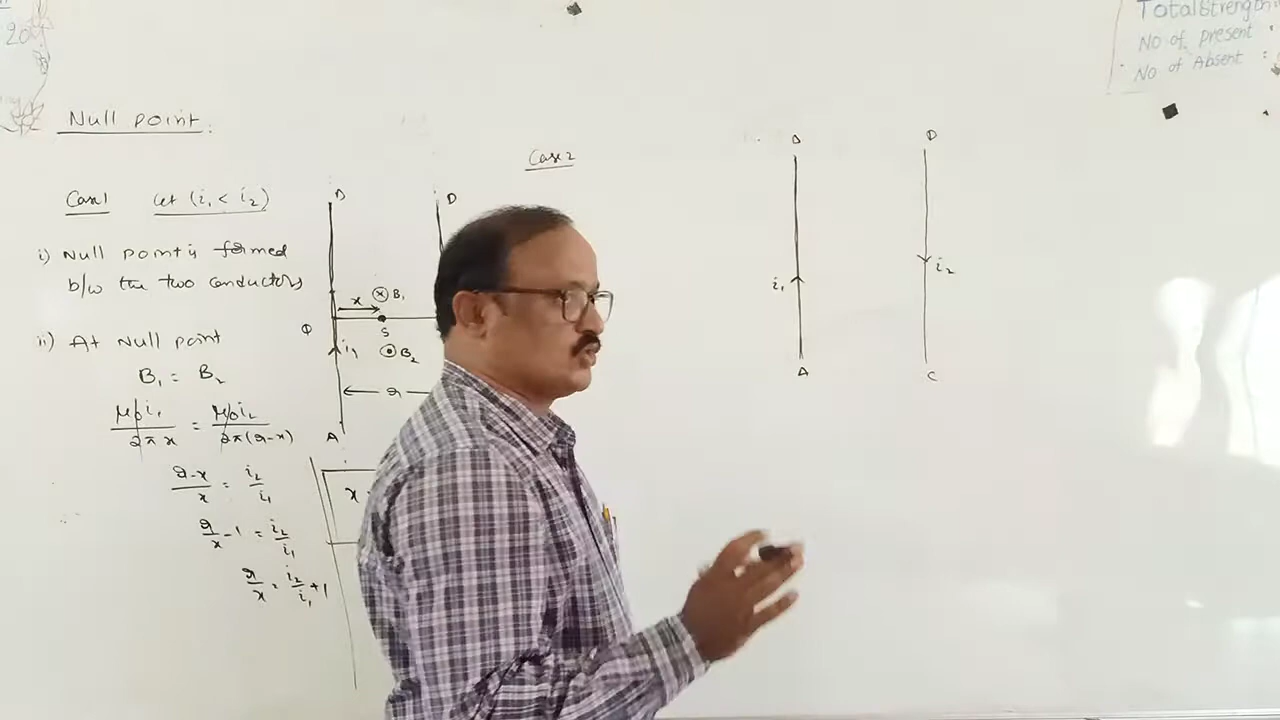 Null point.
Case1 Let (i₁ < i₂)
i) Null point is formed
b/w the two conductors
ii) At Null point
B₁ = B₂
μ₀i₁/2πx = μ₀i₂/2π(r-x)
r-x/x = i₂/i₁
r/x - 1 = i₂/i₁
r/x = i₂/i₁ + 1
B
D
x
⊗ B₁
S
⊙ B₂
i₁
r
A
x
Case 2
B
D
i₁
i₂
A
C
Total Strength
No of present :
No of Absent :